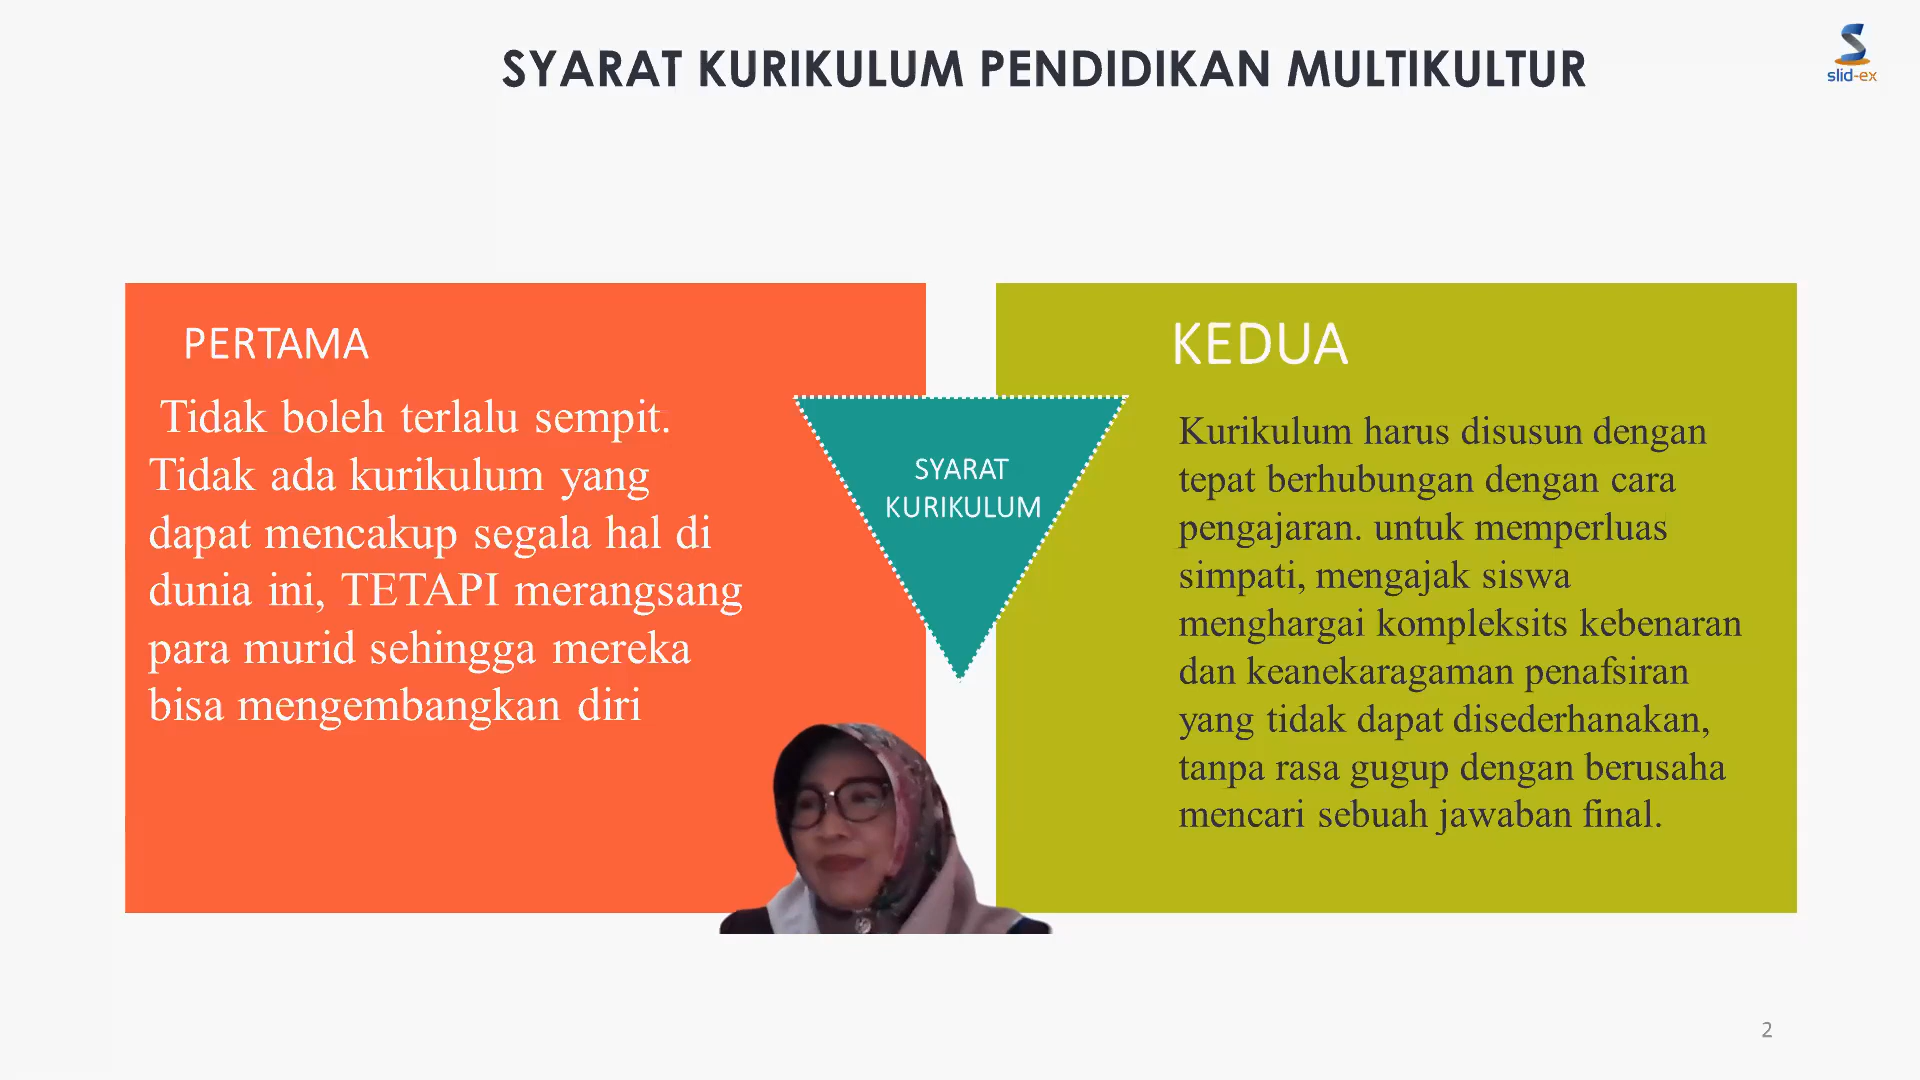 SYARAT KURIKULUM PENDIDIKAN MULTIKULTUR
slid-ex
PERTAMA
Tidak boleh terlalu sempit.
Tidak ada kurikulum yang
dapat mencakup segala hal di
dunia ini, TETAPI merangsang
para murid sehingga mereka
bisa mengembangkan diri
SYARAT
KURIKULUM
KEDUA
Kurikulum harus disusun dengan
tepat berhubungan dengan cara
pengajaran. untuk memperluas
simpati, mengajak siswa
menghargai kompleksits kebenaran
dan keanekaragaman penafsiran
yang tidak dapat disederhanakan,
tanpa rasa gugup dengan berusaha
mencari sebuah jawaban final.
2